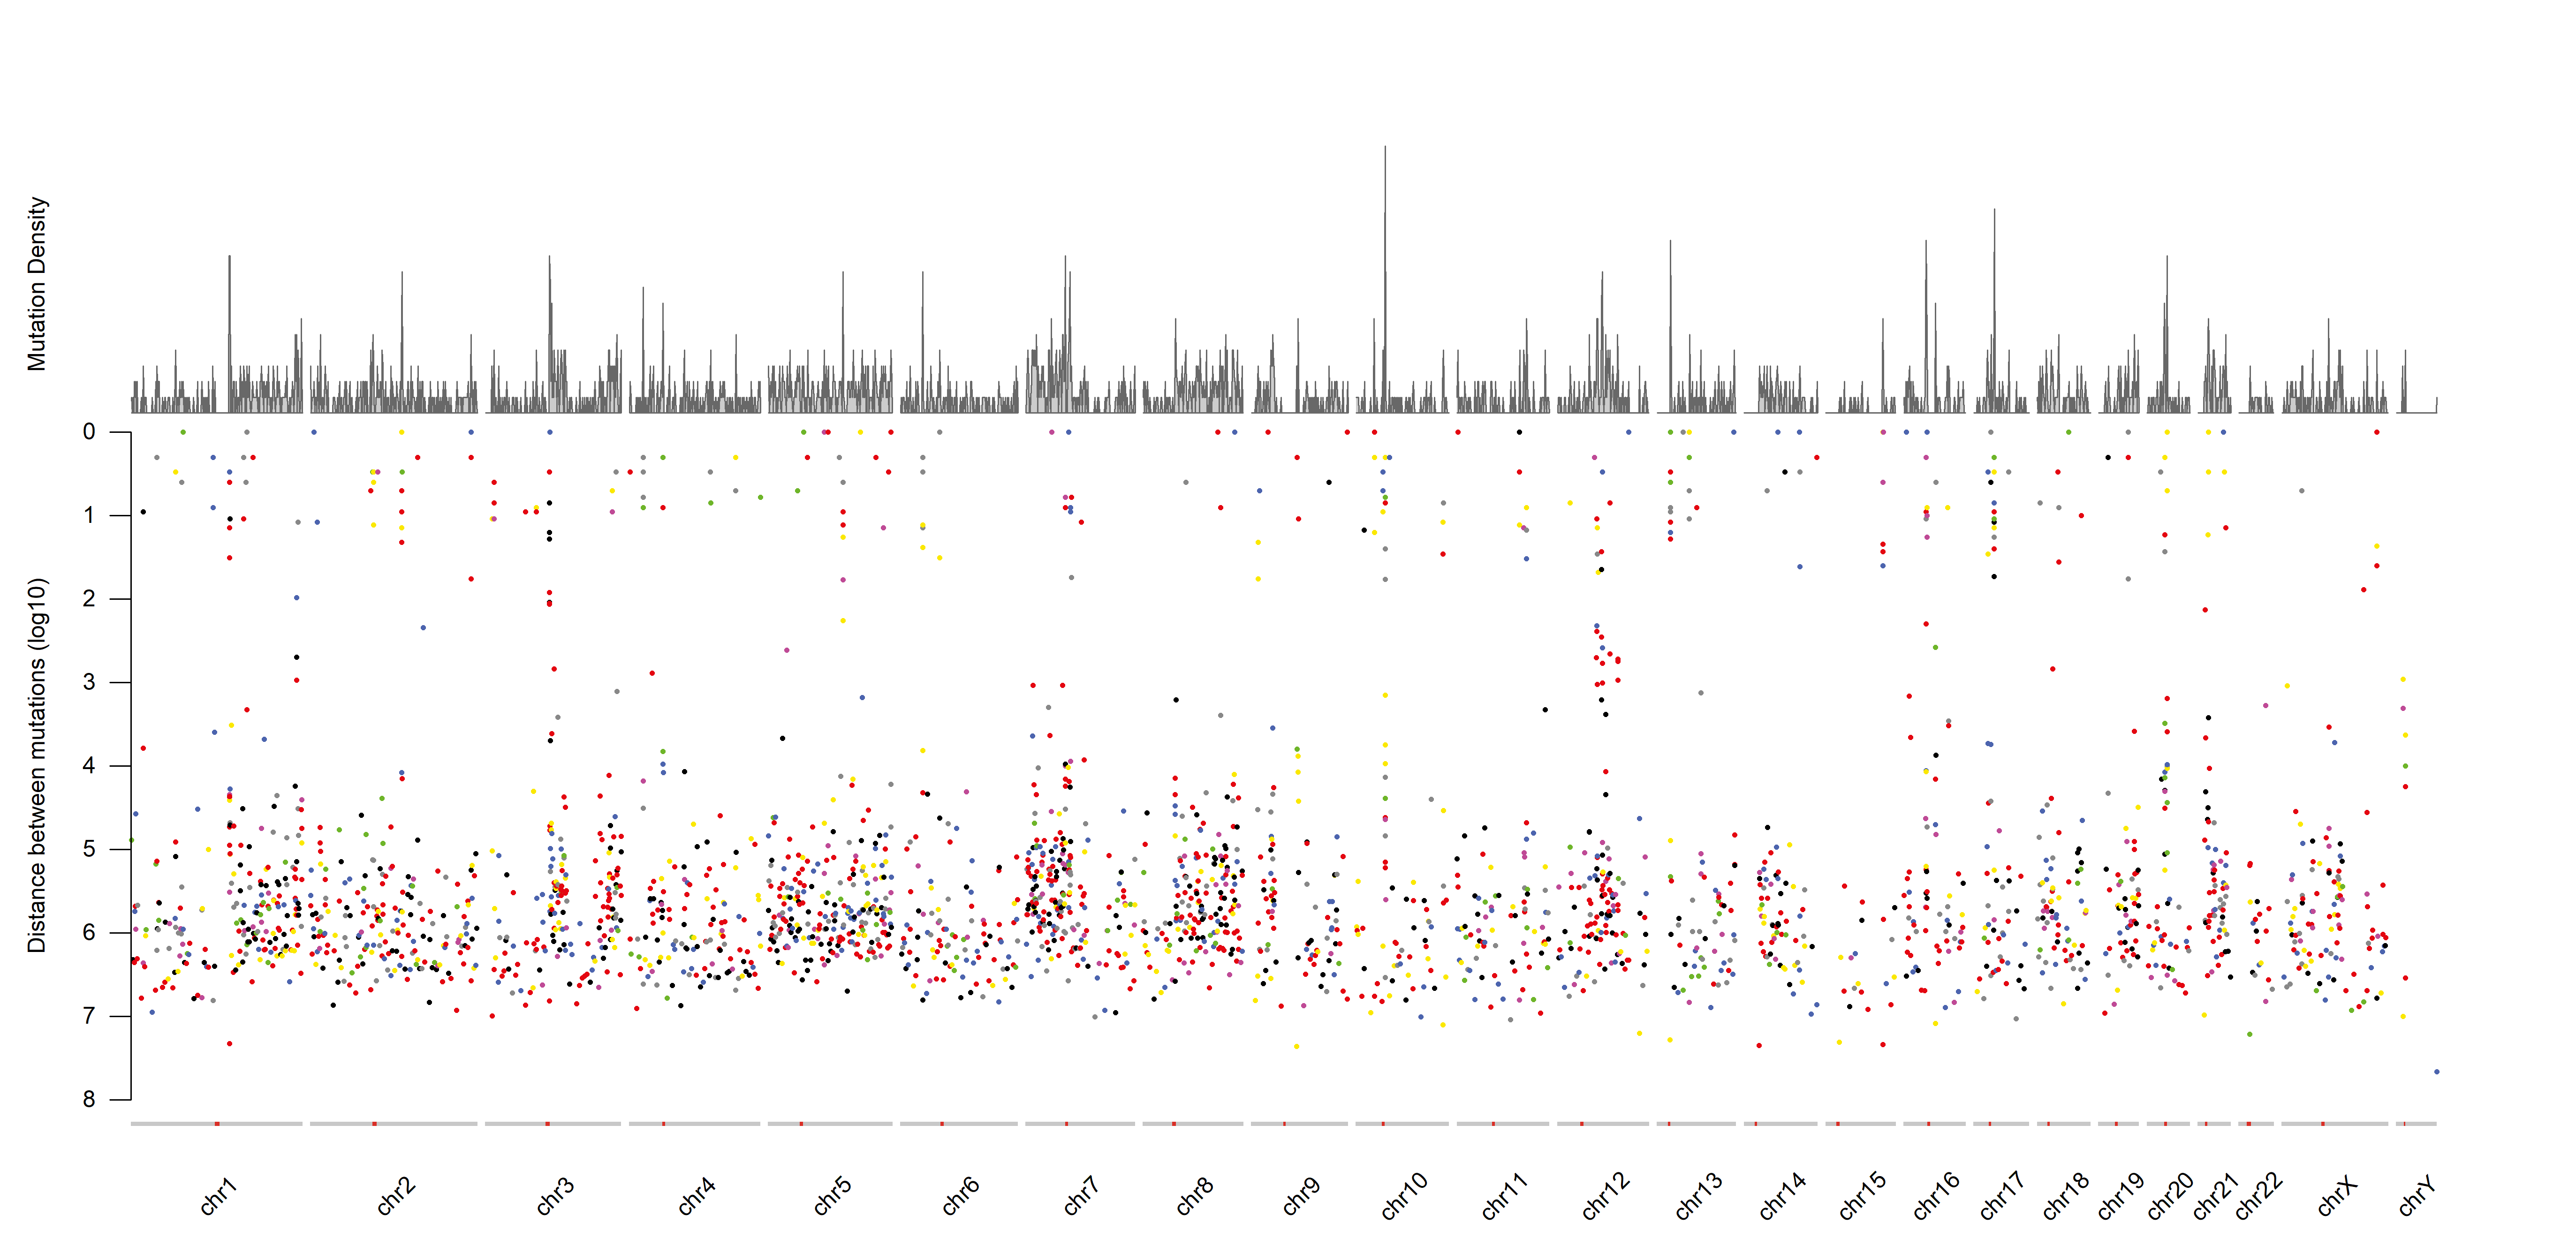 Mutation Density
Distance between mutations (log10)
0
1
2
3
4
5
6
7
8
chr1
chr2
chr3
chr4
chr5
chr6
chr7
chr8
chr9
chr10
chr11
chr12
chr13
chr14
chr15
chr16
chr17
chr18
chr19
chr20
chr21
chr22
chrX
chrY